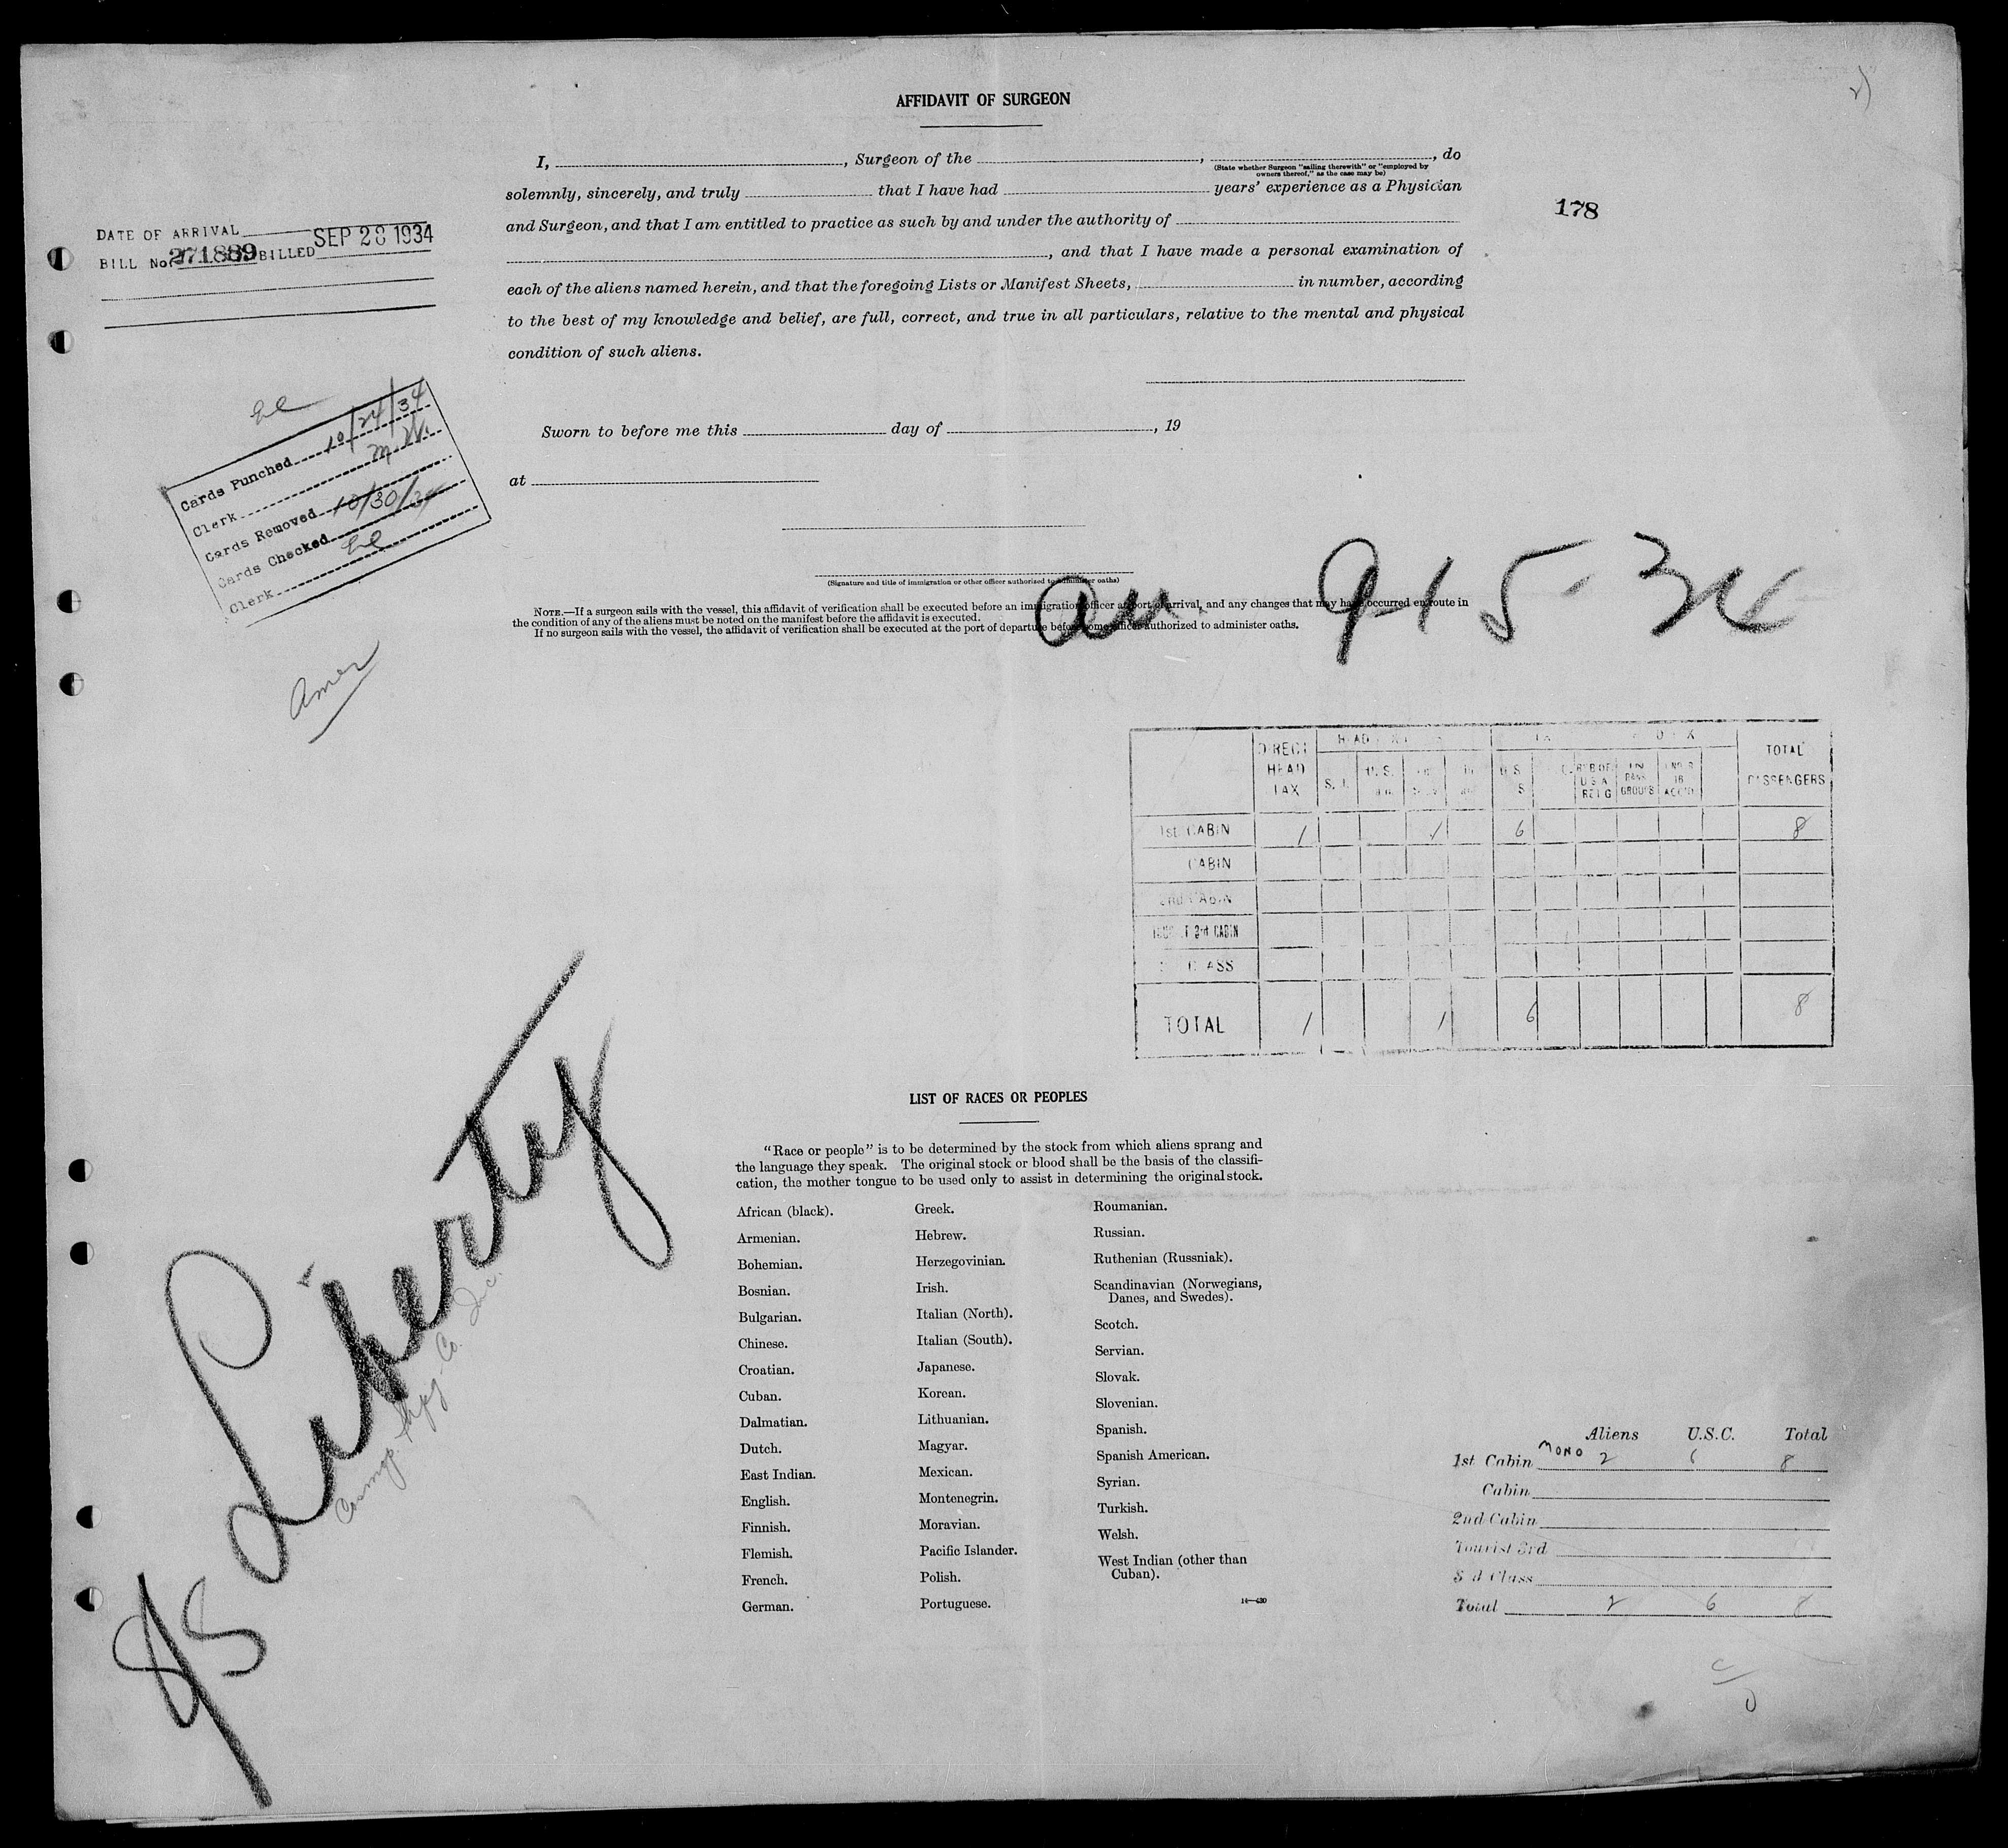 AFFIDAVIT OF SURGEON
I, , Surgeon of the , , do
(State whether Surgeon "sailing therewith" or "employed by
owners thereof," as the case may be)
solemnly, sincerely, and truly that I have had years' experience as a Physician
and Surgeon, and that I am entitled to practice as such by and under the authority of
, and that I have made a personal examination of
each of the aliens named herein, and that the foregoing Lists or Manifest Sheets, in number, according
to the best of my knowledge and belief, are full, correct, and true in all particulars, relative to the mental and physical
condition of such aliens.
178
DATE OF ARRIVAL
BILL No. 271889 BILLED SEP 28 1934
Cards Punched 10/24/34
Clerk
Cards Removed 10/30/34
Cards Checked
Clerk
Amer
Sworn to before me this day of , 19
at
(Signature and title of immigration or other officer authorized to administer oaths)
NOTE.—If a surgeon sails with the vessel, this affidavit of verification shall be executed before an immigration officer at port of arrival, and any changes that may have occurred en route in
the condition of any of the aliens must be noted on the manifest before the affidavit is executed.
If no surgeon sails with the vessel, the affidavit of verification shall be executed at the port of departure before some officer authorized to administer oaths.
9-15-34
DIRECT HEAD TAX
TOTAL PASSENGERS
1st CABIN 1 1 6 8
CABIN
2nd CABIN
3rd CABIN
CLASS
TOTAL 1 1 6 8
LIST OF RACES OR PEOPLES
"Race or people" is to be determined by the stock from which aliens sprang and
the language they speak. The original stock or blood shall be the basis of the classifi-
cation, the mother tongue to be used only to assist in determining the original stock.
African (black).
Armenian.
Bohemian.
Bosnian.
Bulgarian.
Chinese.
Croatian.
Cuban.
Dalmatian.
Dutch.
East Indian.
English.
Finnish.
Flemish.
French.
German.
Greek.
Hebrew.
Herzegovinian.
Irish.
Italian (North).
Italian (South).
Japanese.
Korean.
Lithuanian.
Magyar.
Mexican.
Montenegrin.
Moravian.
Pacific Islander.
Polish.
Portuguese.
Roumanian.
Russian.
Ruthenian (Russniak).
Scandinavian (Norwegians,
Danes, and Swedes).
Scotch.
Servian.
Slovak.
Slovenian.
Spanish.
Spanish American.
Syrian.
Turkish.
Welsh.
West Indian (other than
Cuban).
Liberty
Aliens U.S.C. Total
1st Cabin MONO 2 6 8
Cabin
2nd Cabin
Tourist 3rd
3d Class
Total 2 6 8